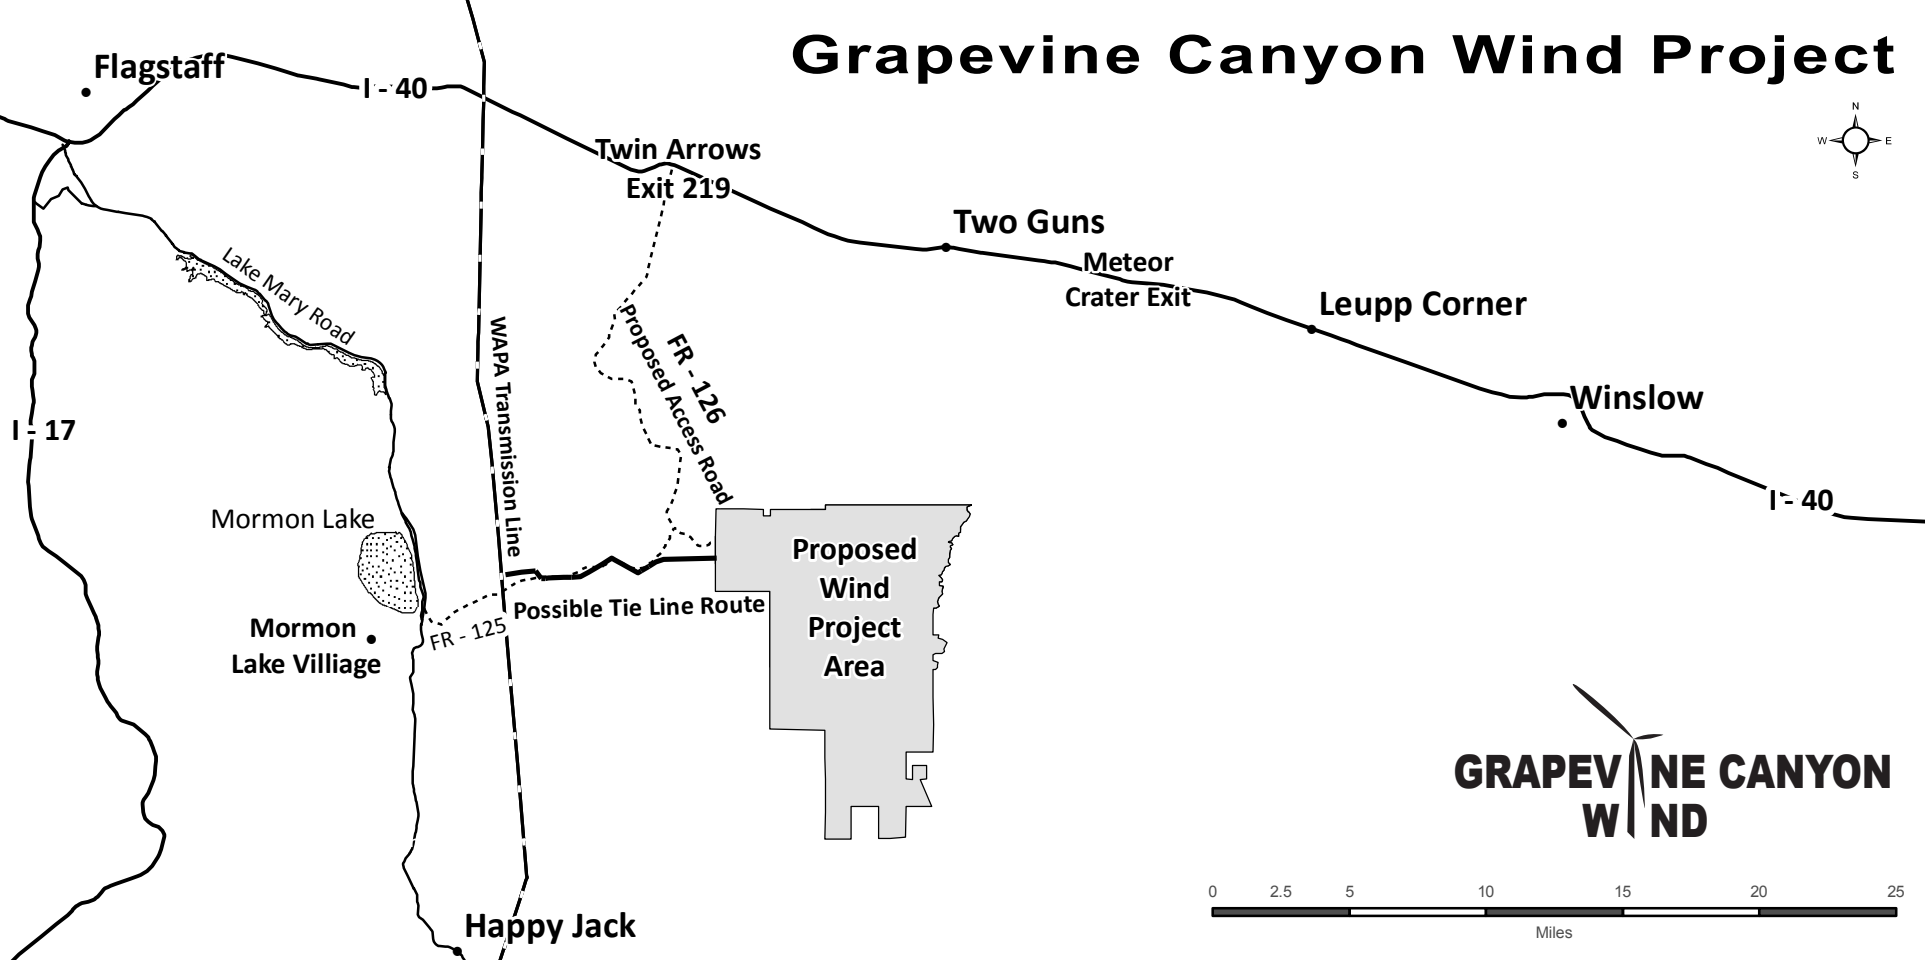 Grapevine Canyon Wind Project
Flagstaff
I - 40
N
W
E
S
Twin Arrows
Exit 219
Two Guns
Meteor
Crater Exit
Leupp Corner
Winslow
I - 40
Lake Mary Road
WAPA Transmission Line
FR - 126
Proposed Access Road
I - 17
Mormon Lake
Proposed
Wind
Project
Area
Possible Tie Line Route
FR - 125
Mormon
Lake Villiage
Happy Jack
GRAPEVINE CANYON
WIND
0 2.5 5 10 15 20 25
Miles